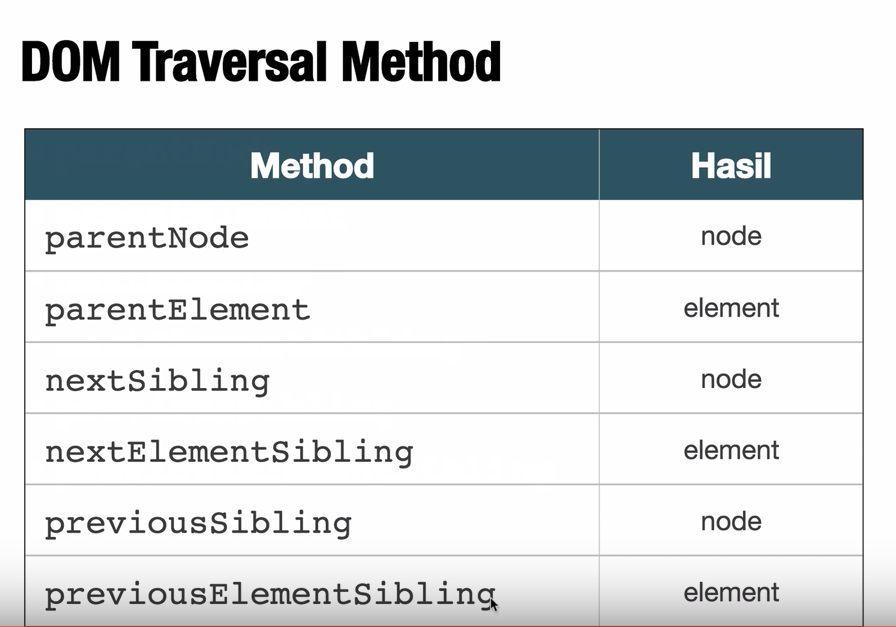 DOM Traversal Method
Method Hasil
parentNode node
parentElement element
nextSibling node
nextElementSibling element
previousSibling node
previousElementSibling element